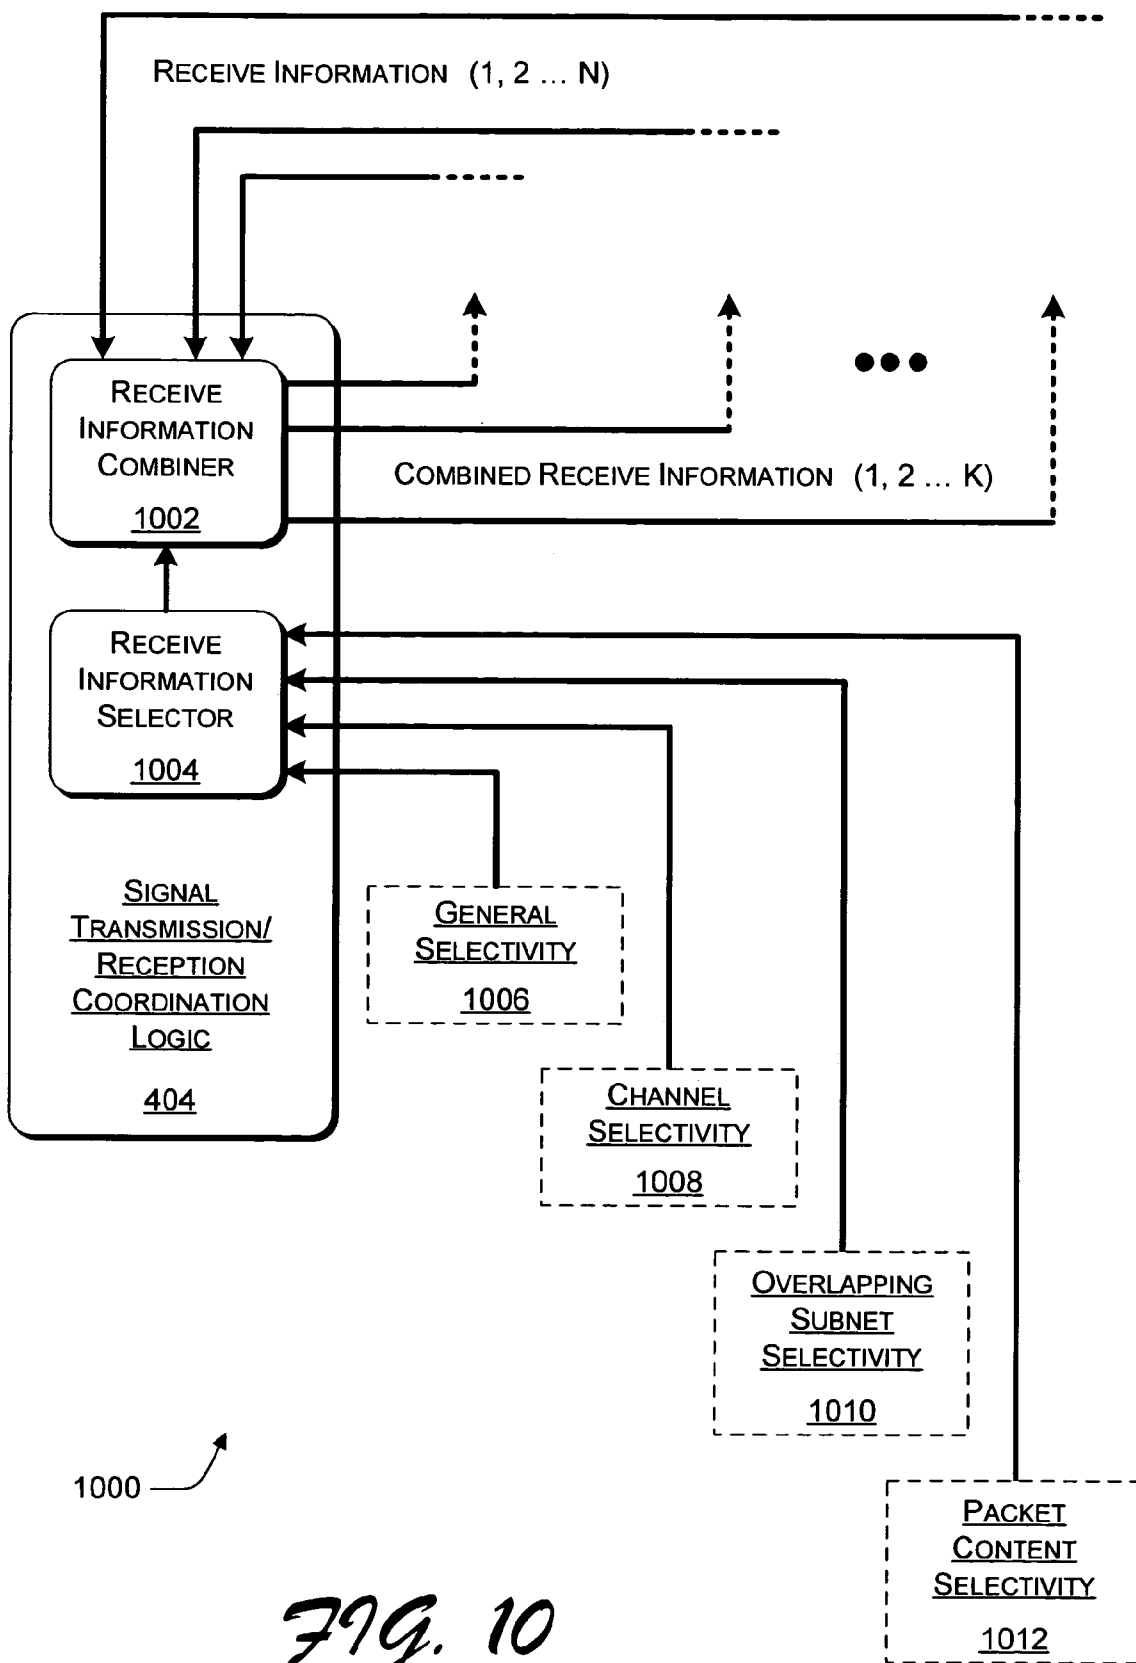 RECEIVE INFORMATION (1, 2 ... N)
RECEIVE
INFORMATION
COMBINER
1002
COMBINED RECEIVE INFORMATION (1, 2 ... K)
RECEIVE
INFORMATION
SELECTOR
1004
SIGNAL
TRANSMISSION/
RECEPTION
COORDINATION
LOGIC
404
GENERAL
SELECTIVITY
1006
CHANNEL
SELECTIVITY
1008
OVERLAPPING
SUBNET
SELECTIVITY
1010
1000
PACKET
CONTENT
SELECTIVITY
1012
FIG. 10